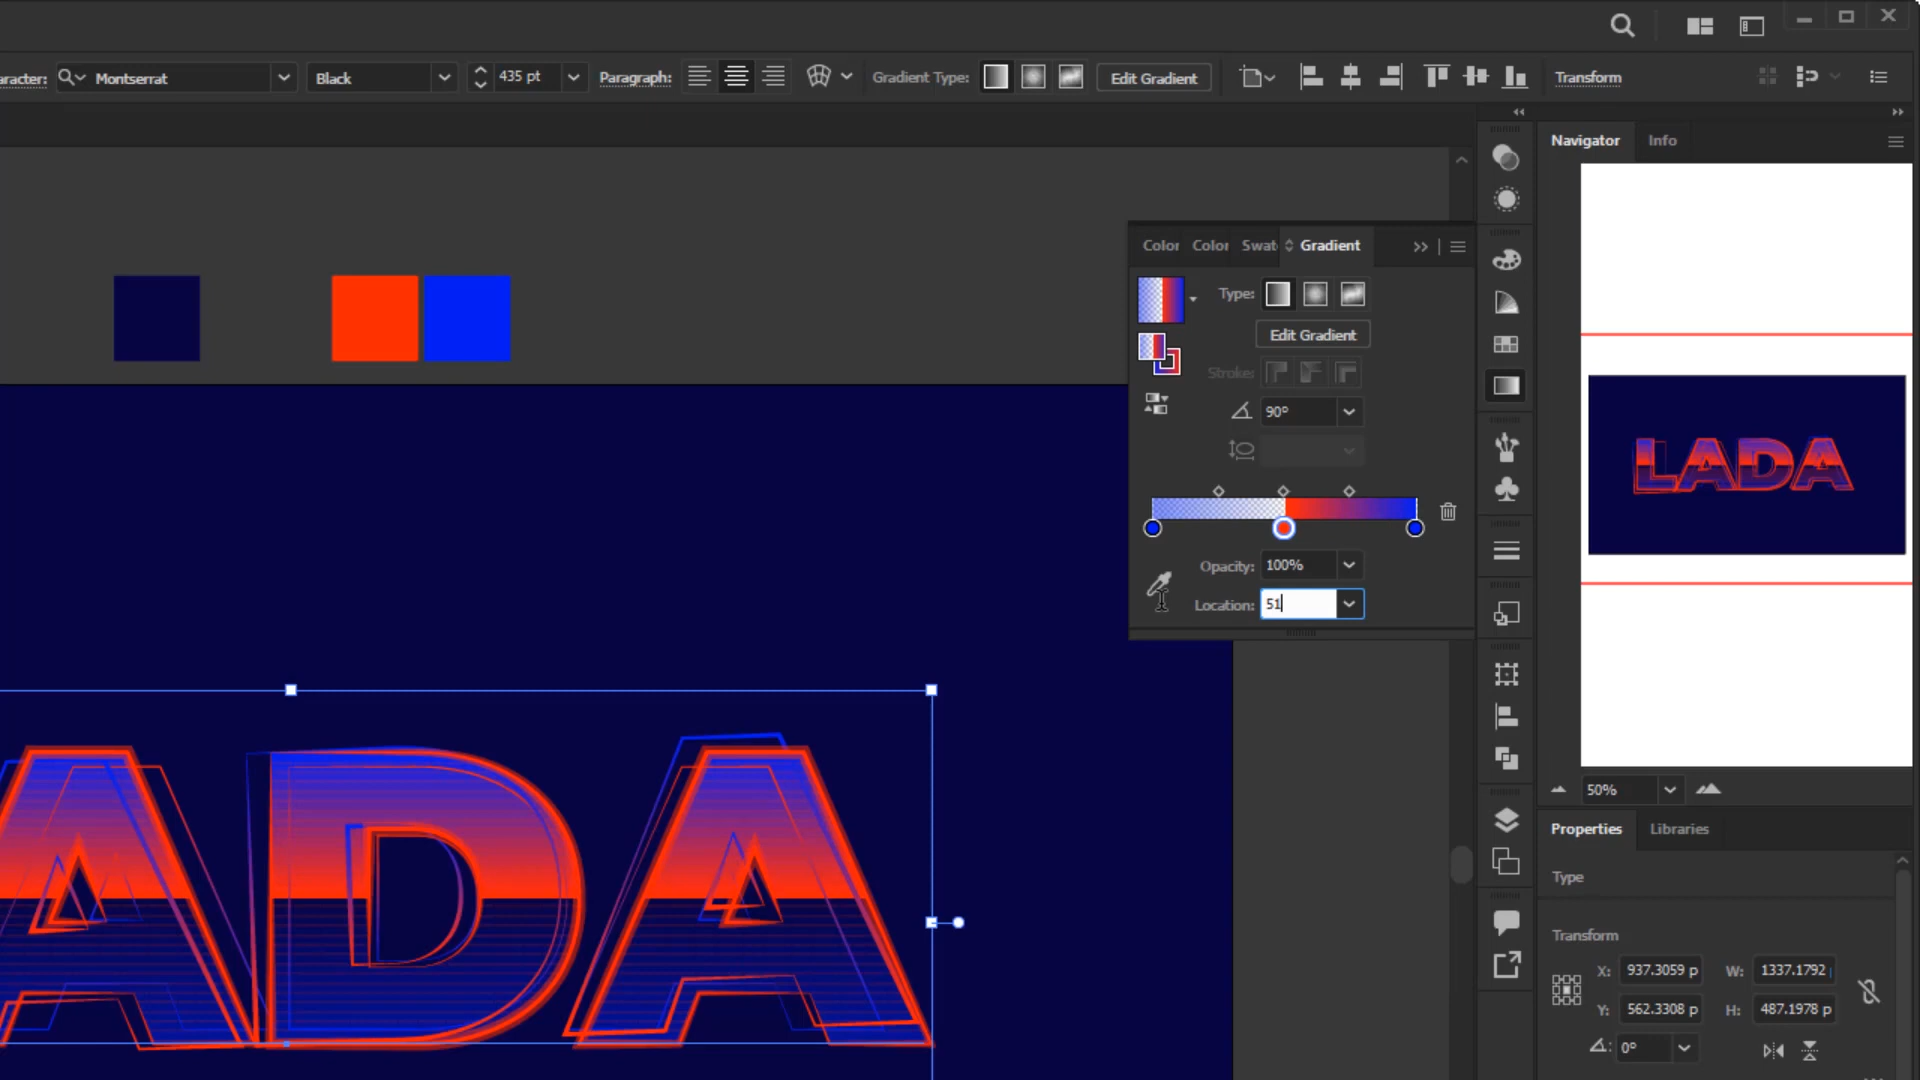 aracter: Montserrat Black 435 pt Paragraph: Gradient Type: Edit Gradient Transform
Navigator Info
Color Color Swat Gradient
Type:
Edit Gradient
Stroke:
90°
Opacity: 100%
Location: 51
50%
Properties Libraries
Type
Transform
X: 937.3059 p W: 1337.1792
Y: 562.3308 p H: 487.1978 p
0°
LADA
ADA